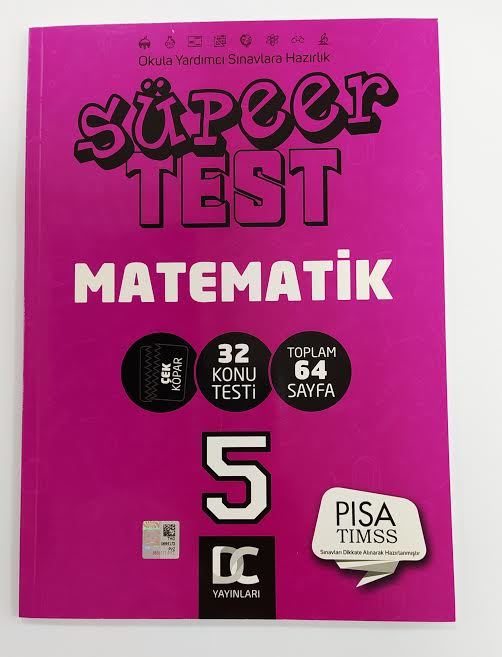 Okula Yardımcı Sınavlara Hazırlık
SÜPEER
TEST
MATEMATİK
ÇEK
KOPAR
32
KONU
TESTİ
TOPLAM
64
SAYFA
5
PISA
TIMSS
Sınavları Dikkate Alınarak Hazırlanmıştır
DC
YAYINLARI